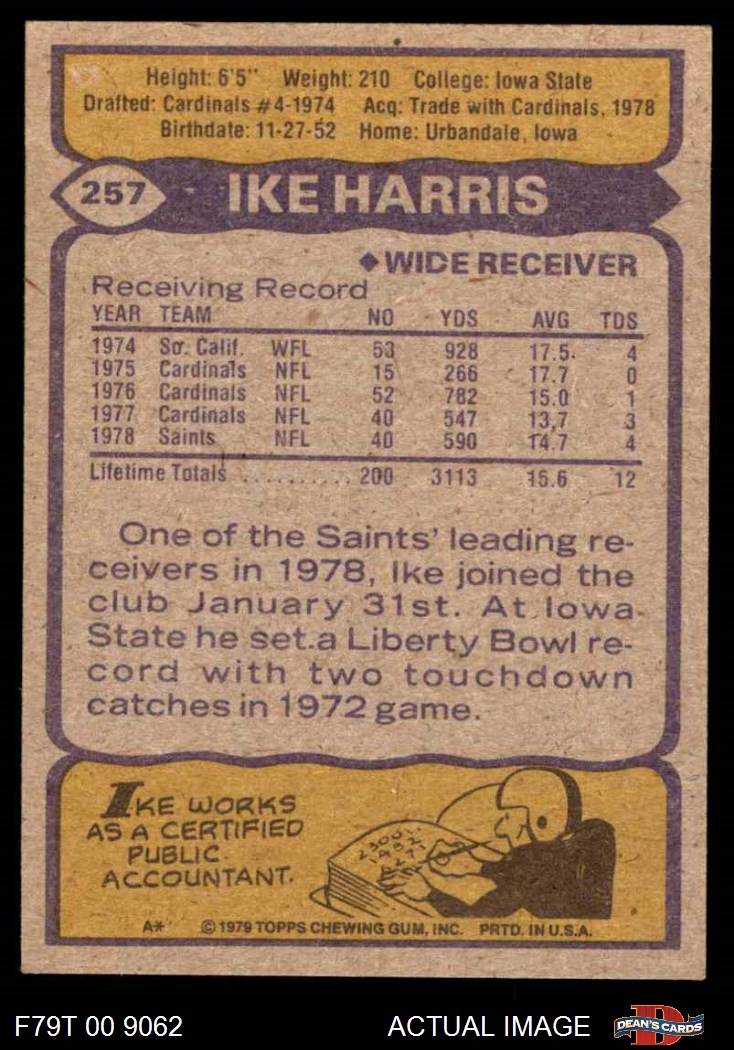 Height: 6'5" Weight: 210 College: Iowa State
Drafted: Cardinals #4-1974 Acq: Trade with Cardinals, 1978
Birthdate: 11-27-52 Home: Urbandale, Iowa
257 IKE HARRIS
◆WIDE RECEIVER
Receiving Record
YEAR TEAM NO YDS AVG TDS
1974 So. Calif. WFL 53 928 17.5 4
1975 Cardinals NFL 15 266 17.7 0
1976 Cardinals NFL 52 782 15.0 1
1977 Cardinals NFL 40 547 13.7 3
1978 Saints NFL 40 590 14.7 4
Lifetime Totals .......... 200 3113 15.6 12
One of the Saints' leading re-
ceivers in 1978, Ike joined the
club January 31st. At Iowa
State he set a Liberty Bowl re-
cord with two touchdown
catches in 1972 game.
IKE WORKS
AS A CERTIFIED
PUBLIC
ACCOUNTANT.
A* © 1979 TOPPS CHEWING GUM, INC. PRTD. IN U.S.A.
F79T 00 9062 ACTUAL IMAGE D DEAN'S CARDS